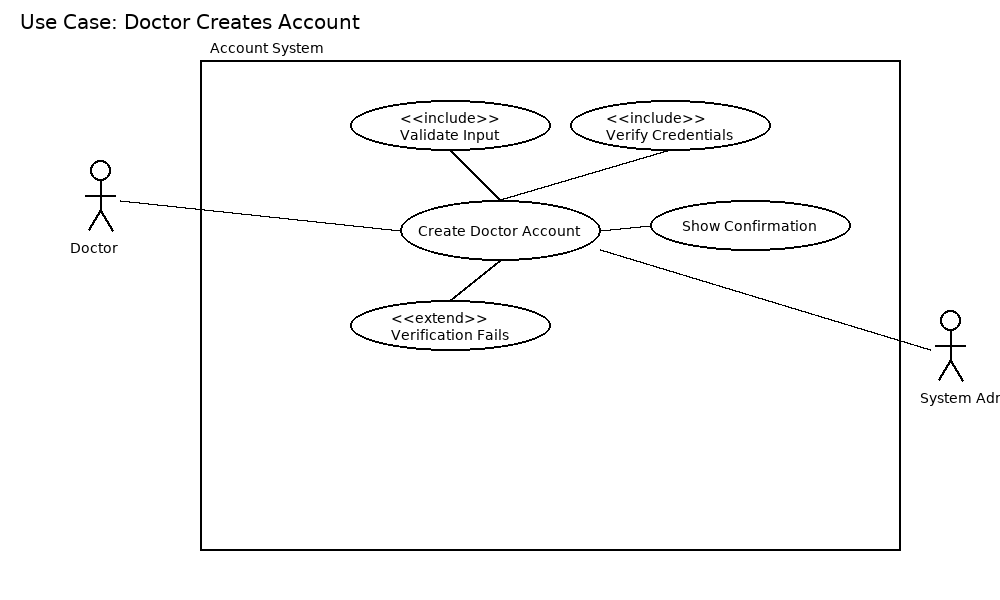 Use Case: Doctor Creates Account
Account System
<<include>>
Validate Input
<<include>>
Verify Credentials
Doctor
Create Doctor Account
Show Confirmation
<<extend>>
Verification Fails
System